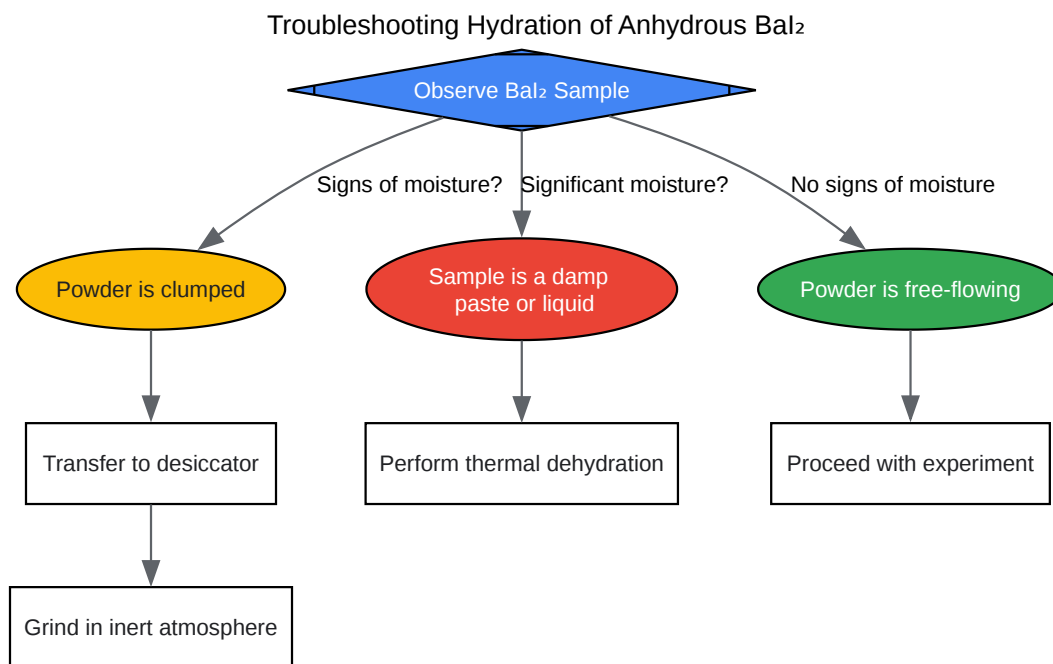 Troubleshooting Hydration of Anhydrous BaI₂
Observe BaI₂ Sample
Signs of moisture?
Significant moisture?
No signs of moisture
Powder is clumped
Sample is a damp
paste or liquid
Powder is free-flowing
Transfer to desiccator
Perform thermal dehydration
Proceed with experiment
Grind in inert atmosphere